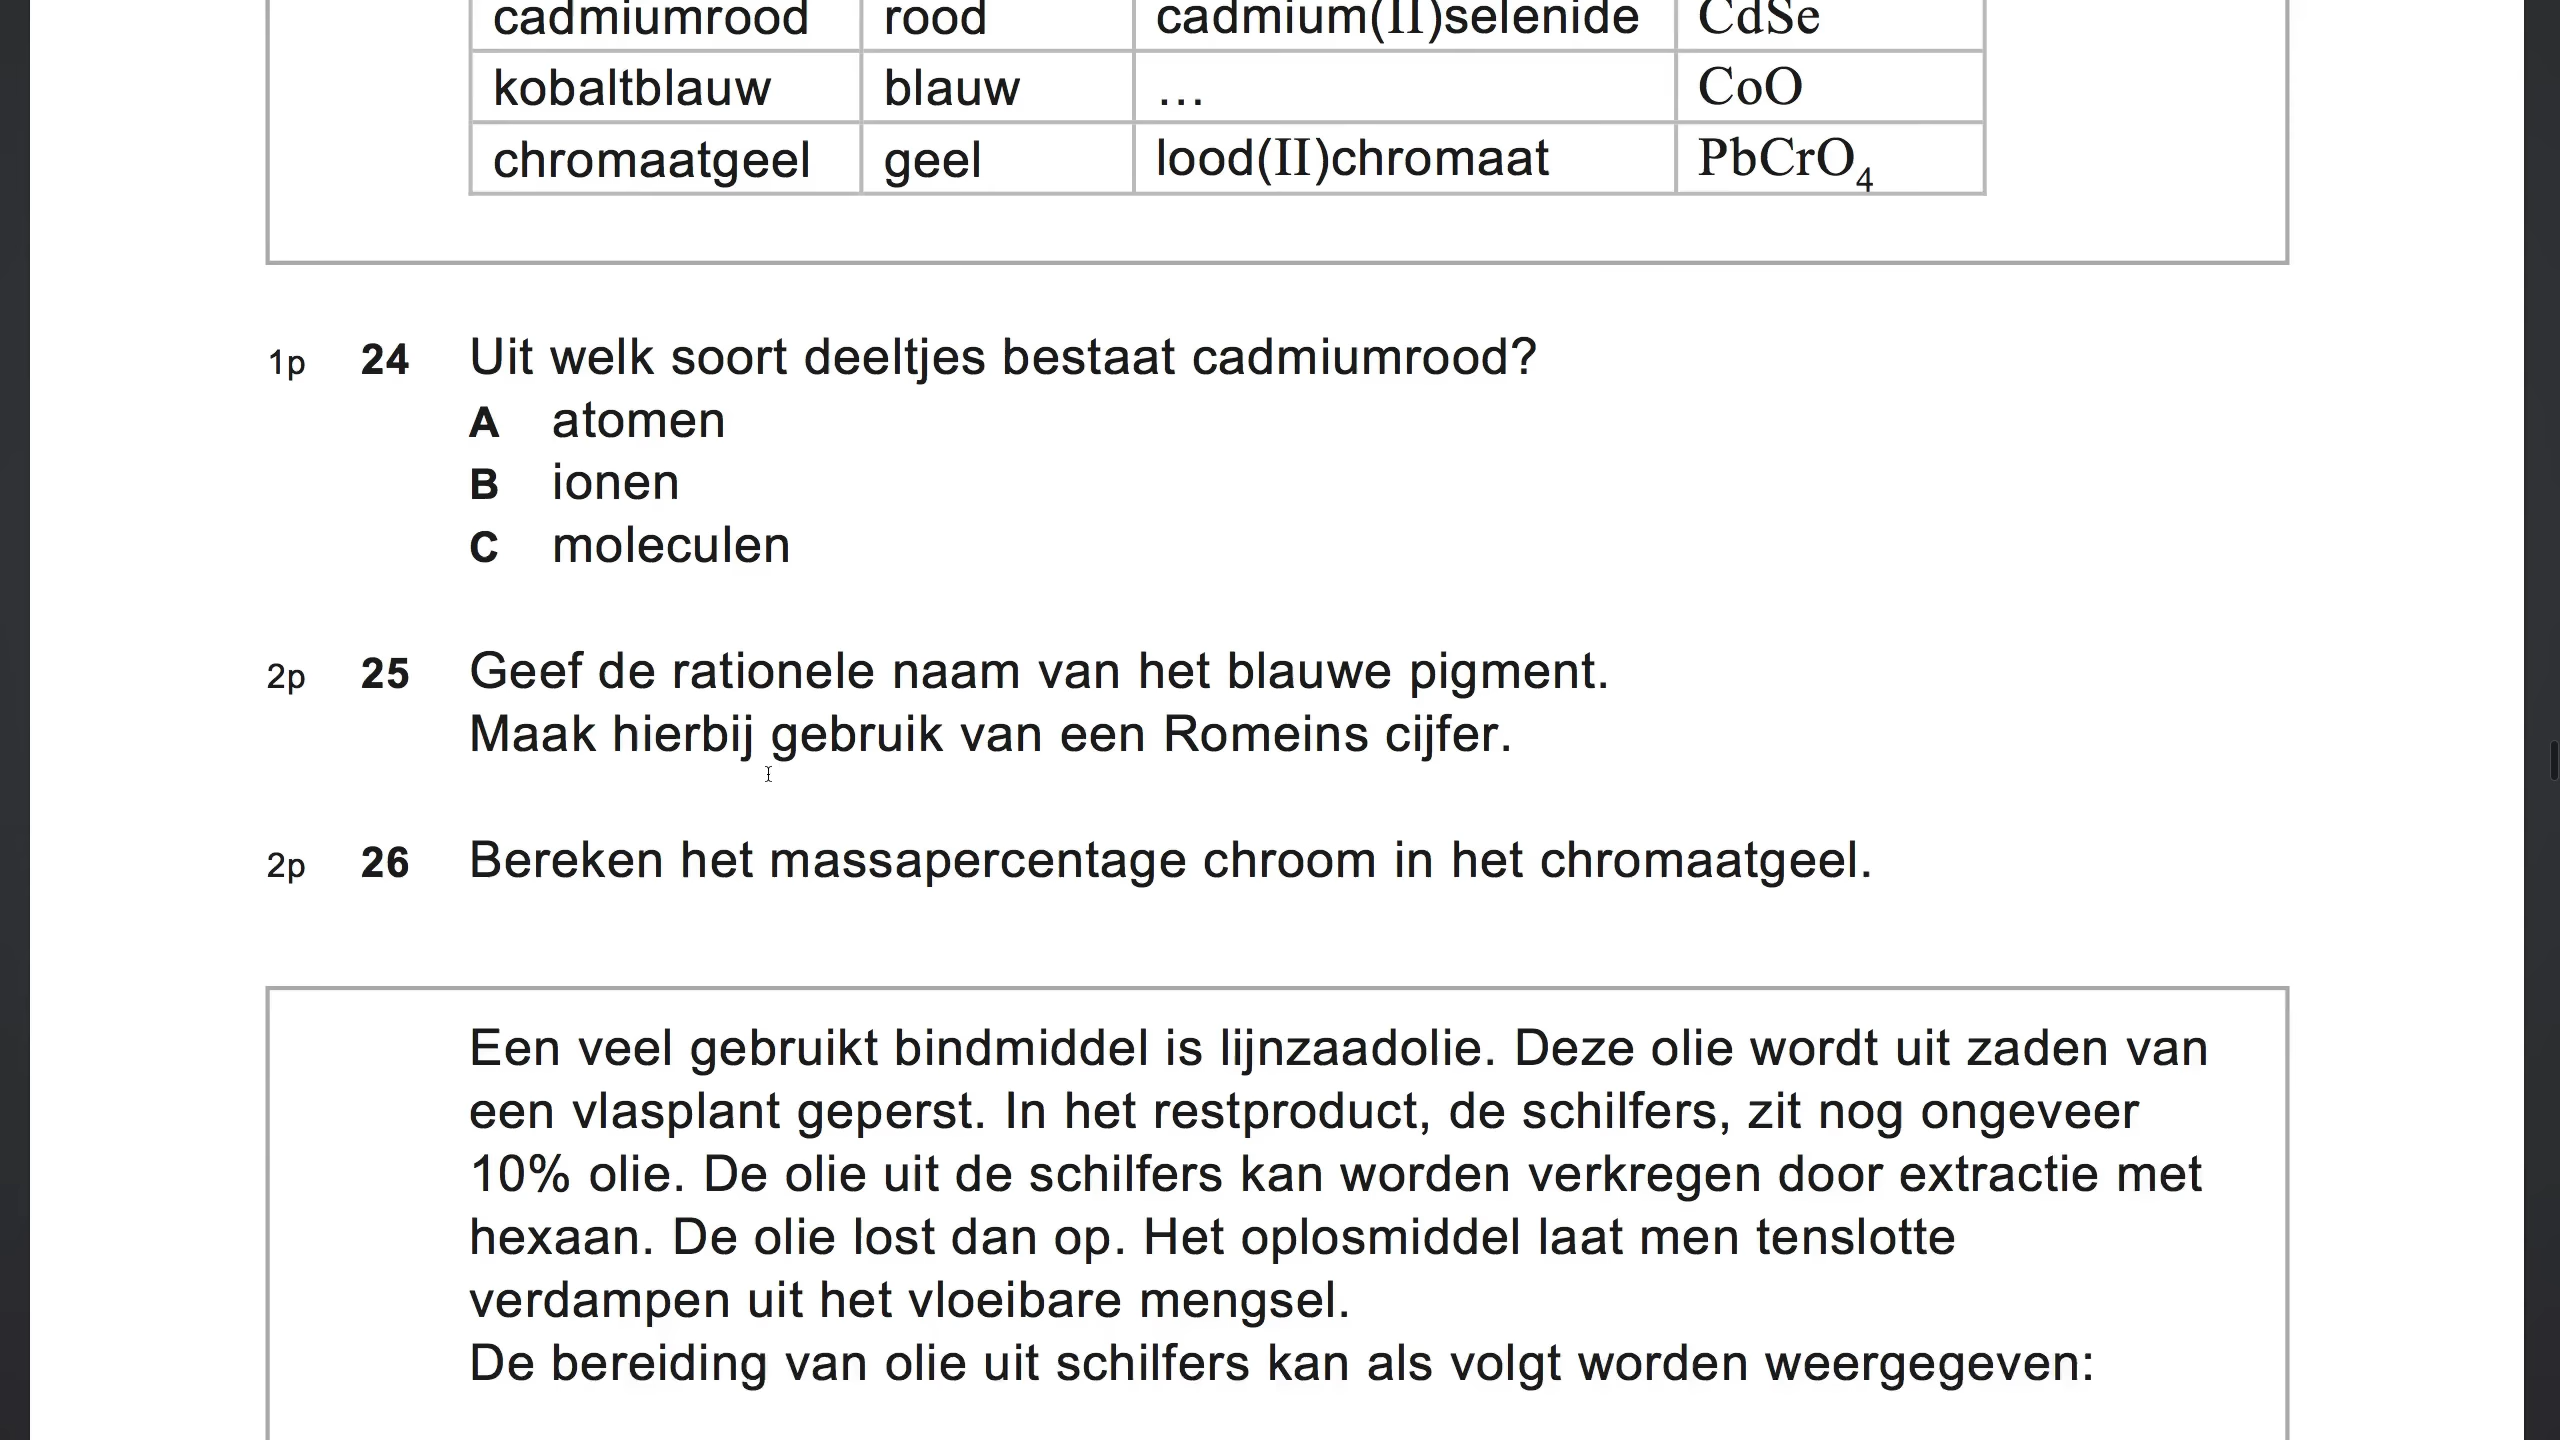 cadmiumrood rood cadmium(II)selenide CdSe
kobaltblauw blauw ... CoO
chromaatgeel geel lood(II)chromaat PbCrO4
1p 24 Uit welk soort deeltjes bestaat cadmiumrood?
A atomen
B ionen
C moleculen
2p 25 Geef de rationele naam van het blauwe pigment.
Maak hierbij gebruik van een Romeins cijfer.
2p 26 Bereken het massapercentage chroom in het chromaatgeel.
Een veel gebruikt bindmiddel is lijnzaadolie. Deze olie wordt uit zaden van
een vlasplant geperst. In het restproduct, de schilfers, zit nog ongeveer
10% olie. De olie uit de schilfers kan worden verkregen door extractie met
hexaan. De olie lost dan op. Het oplosmiddel laat men tenslotte
verdampen uit het vloeibare mengsel.
De bereiding van olie uit schilfers kan als volgt worden weergegeven: